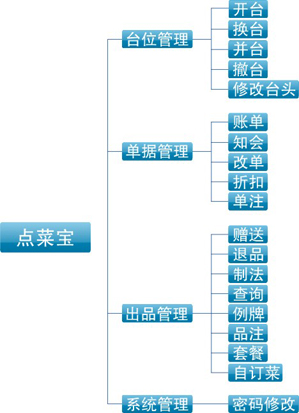 点菜宝
台位管理
开台
换台
并台
撤台
修改台头
单据管理
账单
知会
改单
折扣
单注
出品管理
赠送
退品
制法
查询
例牌
品注
套餐
自订菜
系统管理
密码修改